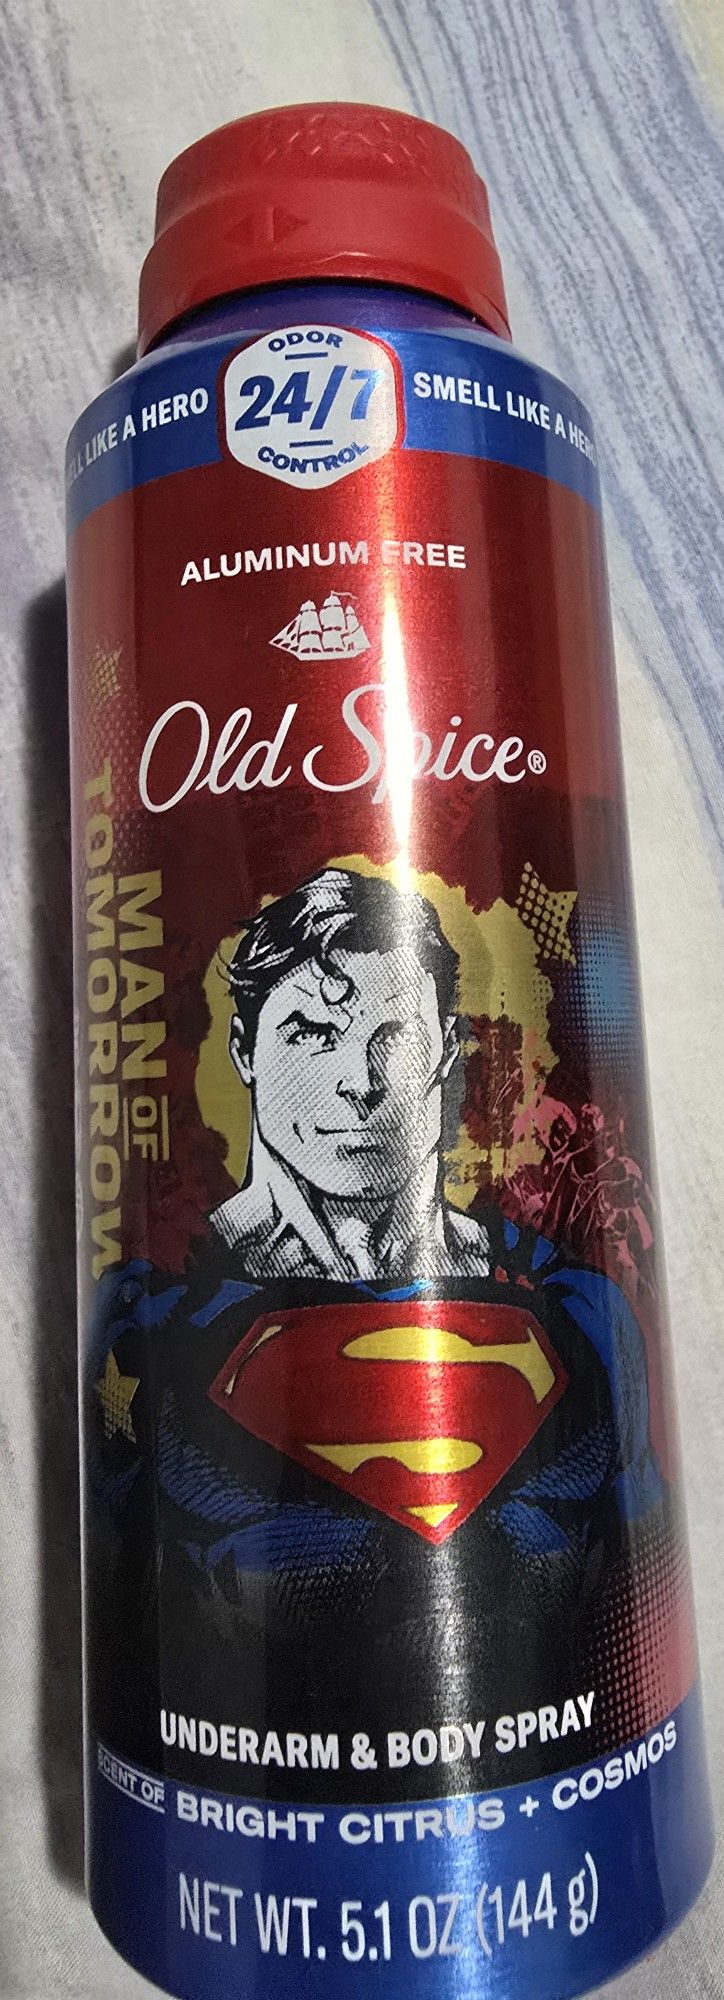 ODOR
24/7
CONTROL
LIKE A HERO
SMELL LIKE A HERO
ALUMINUM FREE
Old Spice®
MAN OF
TOMORROW
UNDERARM & BODY SPRAY
SCENT OF BRIGHT CITRUS + COSMOS
NET WT. 5.1 OZ (144 g)